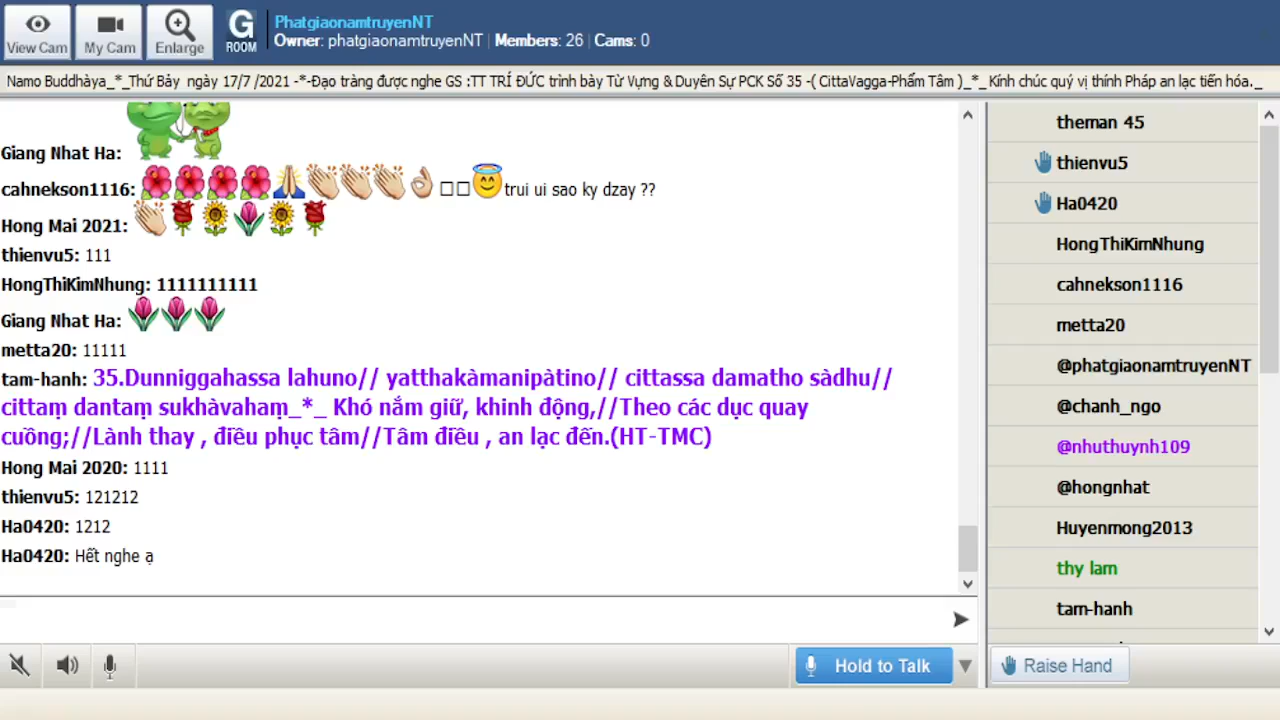 View Cam
My Cam
Enlarge
G
ROOM
PhatgiaonamtruyenNT
Owner: phatgiaonamtruyenNT | Members: 26 | Cams: 0
Namo Buddhàya_*_Thứ Bảy ngày 17/7 /2021 -*-Đạo tràng được nghe GS :TT TRÍ ĐỨC trình bày Từ Vựng & Duyên Sự PCK Số 35 -( CittaVagga-Phẩm Tâm )_*_ Kính chúc quý vị thính Pháp an lạc tiến hóa._
Giang Nhat Ha:
cahnekson1116: trui ui sao ky dzay ??
Hong Mai 2021:
thienvu5: 111
HongThiKimNhung: 1111111111
Giang Nhat Ha:
metta20: 11111
tam-hanh: 35.Dunniggahassa lahuno// yatthakàmanipàtino// cittassa damatho sàdhu//
cittaṃ dantaṃ sukhàvahaṃ_*_ Khó nắm giữ, khinh động,//Theo các dục quay
cuồng;//Lành thay , điều phục tâm//Tâm điều , an lạc đến.(HT-TMC)
Hong Mai 2020: 1111
thienvu5: 121212
Ha0420: 1212
Ha0420: Hết nghe ạ
theman 45
thienvu5
Ha0420
HongThiKimNhung
cahnekson1116
metta20
@phatgiaonamtruyenNT
@chanh_ngo
@nhuthuynh109
@hongnhat
Huyenmong2013
thy lam
tam-hanh
Hold to Talk
Raise Hand